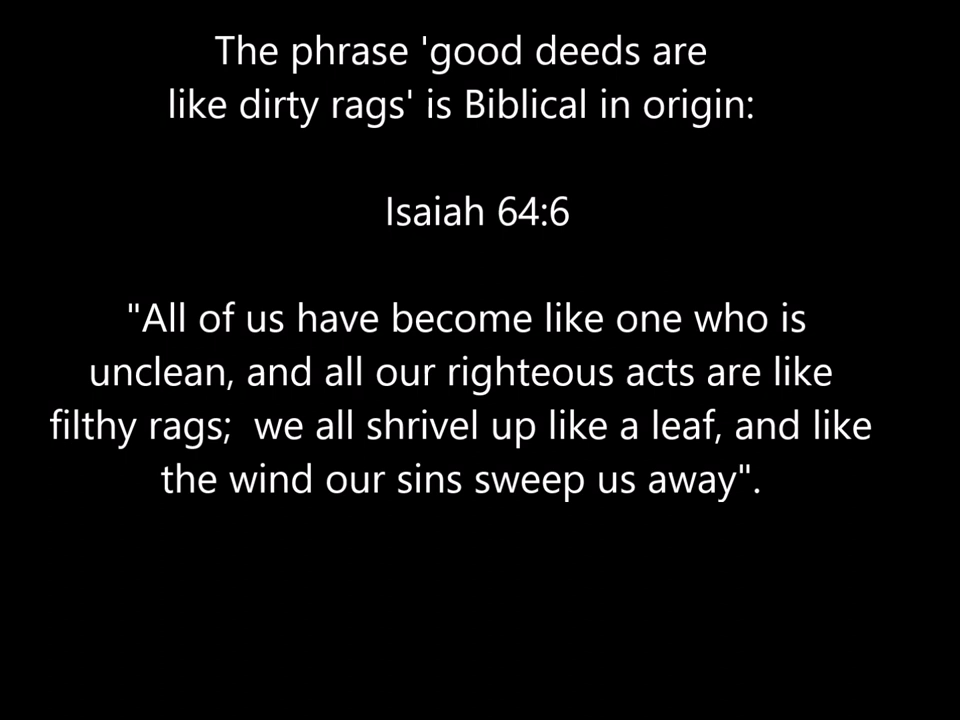 The phrase 'good deeds are
like dirty rags' is Biblical in origin:
Isaiah 64:6
"All of us have become like one who is
unclean, and all our righteous acts are like
filthy rags;  we all shrivel up like a leaf, and like
the wind our sins sweep us away".